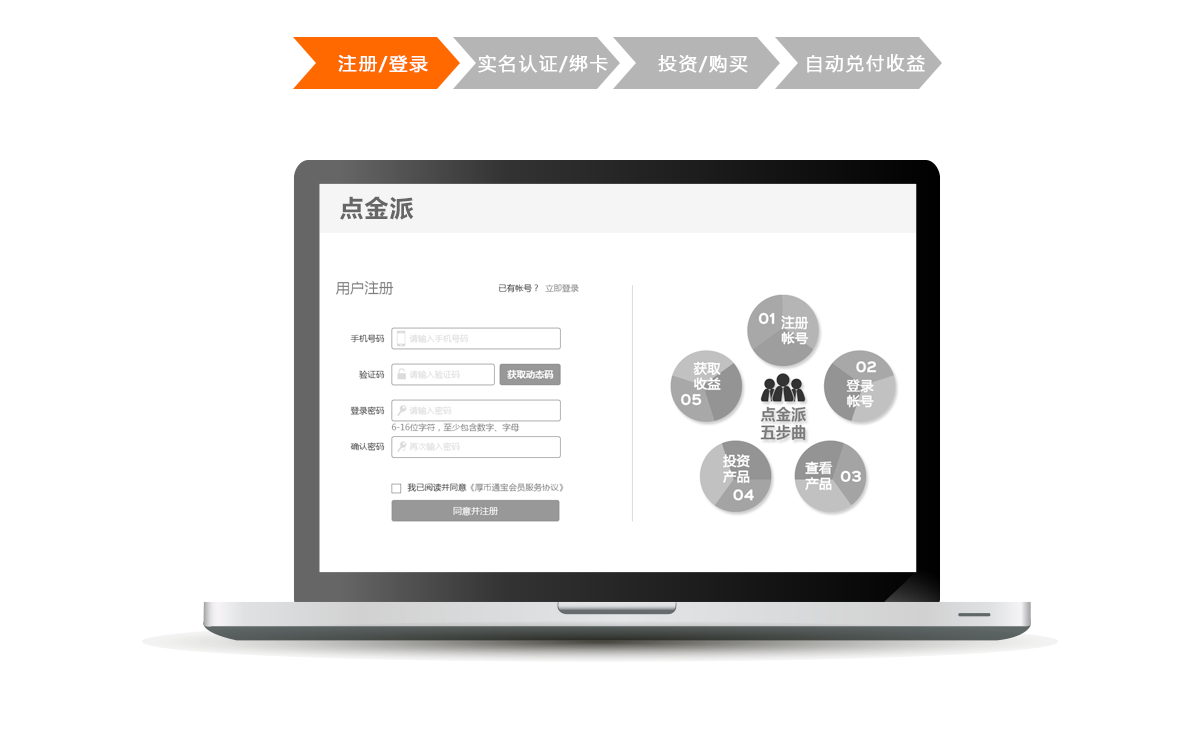 注册/登录
实名认证/绑卡
投资/购买
自动兑付收益
点金派
用户注册
已有帐号？ 立即登录
手机号码 请输入手机号码
验证码 请输入验证码 获取动态码
登录密码 请输入密码
6-16位字符，至少包含数字、字母
确认密码 再次输入密码
我已阅读并同意《厚币通宝会员服务协议》
同意并注册
01 注册
帐号
02
登录
帐号
查看
产品 03
投资
产品
04
获取
收益
05
点金派
五步曲